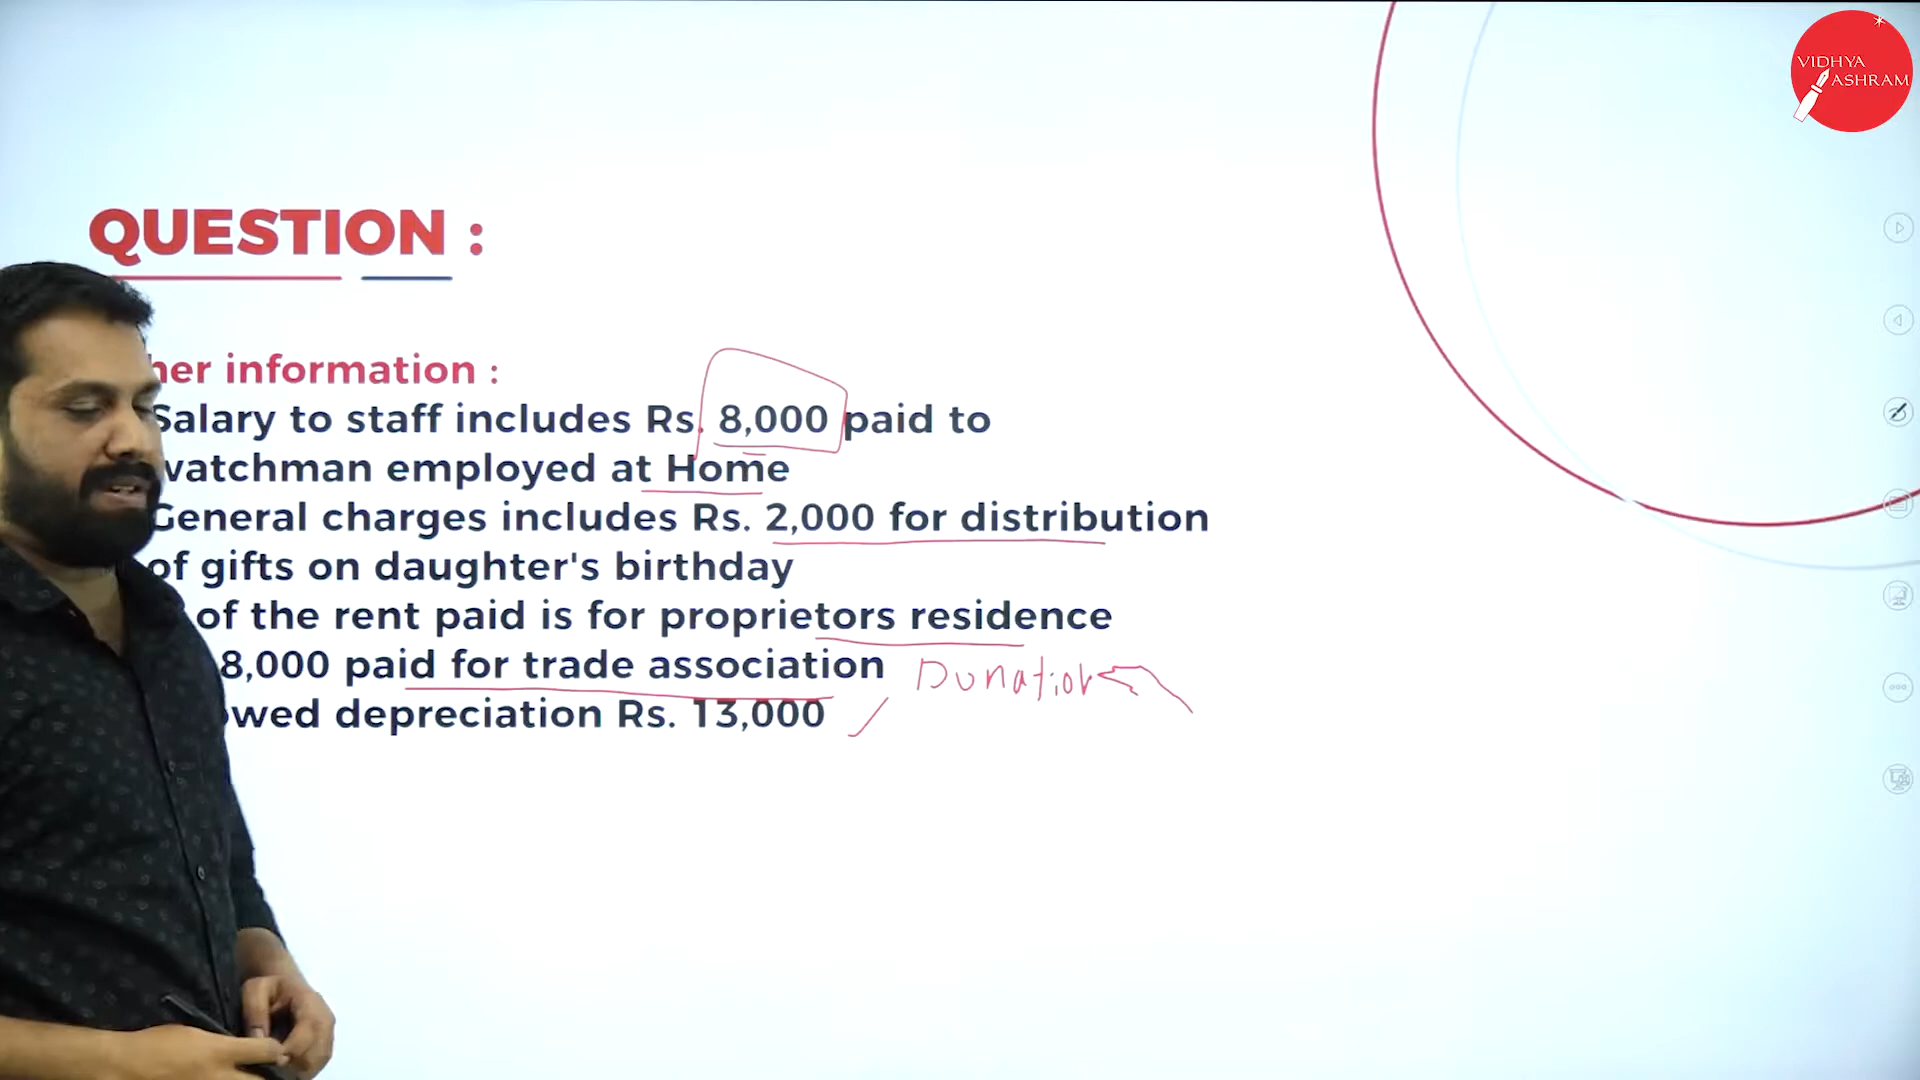 VIDHYA
ASHRAM
QUESTION :
information :
Salary to staff includes Rs. 8,000 paid to
watchman employed at Home
General charges includes Rs. 2,000 for distribution
of gifts on daughter's birthday
of the rent paid is for proprietors residence
8,000 paid for trade association Donation
depreciation Rs. 13,000